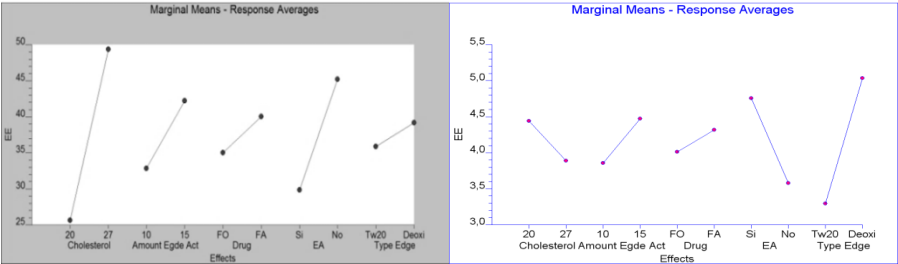 Marginal Means - Response Averages
50
45
40
35
30
25
EE
20 27 10 15 FO FA Si No Tw20 Deoxi
Cholesterol Amount Egde Act Drug EA Type Edge
Effects
Marginal Means - Response Averages
5,5
5,0
4,5
4,0
3,5
3,0
EE
20 27 10 15 FO FA Si No Tw20 Deoxi
Cholesterol Amount Egde Act Drug EA Type Edge
Effects